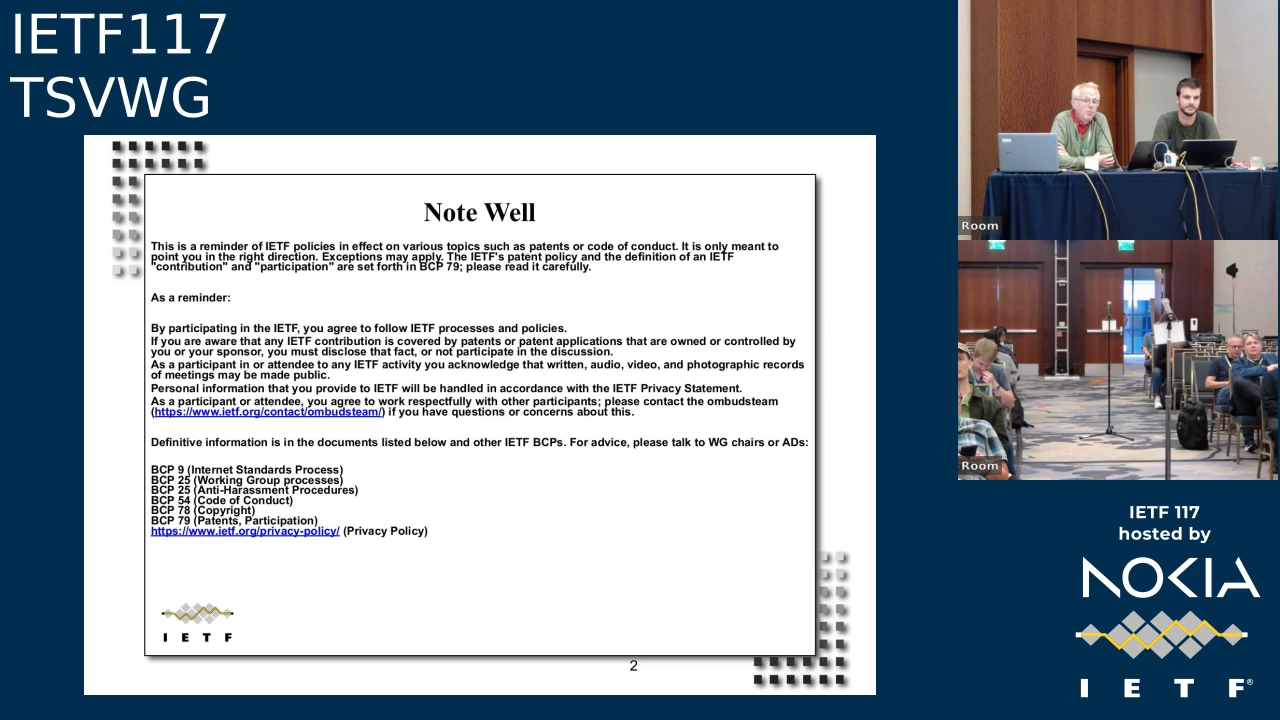 IETF117
TSVWG
Note Well
This is a reminder of IETF policies in effect on various topics such as patents or code of conduct. It is only meant to
point you in the right direction. Exceptions may apply. The IETF's patent policy and the definition of an IETF
"contribution" and "participation" are set forth in BCP 79; please read it carefully.
As a reminder:
By participating in the IETF, you agree to follow IETF processes and policies.
If you are aware that any IETF contribution is covered by patents or patent applications that are owned or controlled by
you or your sponsor, you must disclose that fact, or not participate in the discussion.
As a participant in or attendee to any IETF activity you acknowledge that written, audio, video, and photographic records
of meetings may be made public.
Personal information that you provide to IETF will be handled in accordance with the IETF Privacy Statement.
As a participant or attendee, you agree to work respectfully with other participants; please contact the ombudsteam
(https://www.ietf.org/contact/ombudsteam/) if you have questions or concerns about this.
Definitive information is in the documents listed below and other IETF BCPs. For advice, please talk to WG chairs or ADs:
BCP 9 (Internet Standards Process)
BCP 25 (Working Group processes)
BCP 25 (Anti-Harassment Procedures)
BCP 54 (Code of Conduct)
BCP 78 (Copyright)
BCP 79 (Patents, Participation)
https://www.ietf.org/privacy-policy/ (Privacy Policy)
I E T F
2
Room
Room
IETF 117
hosted by
NOKIA
I E T F®